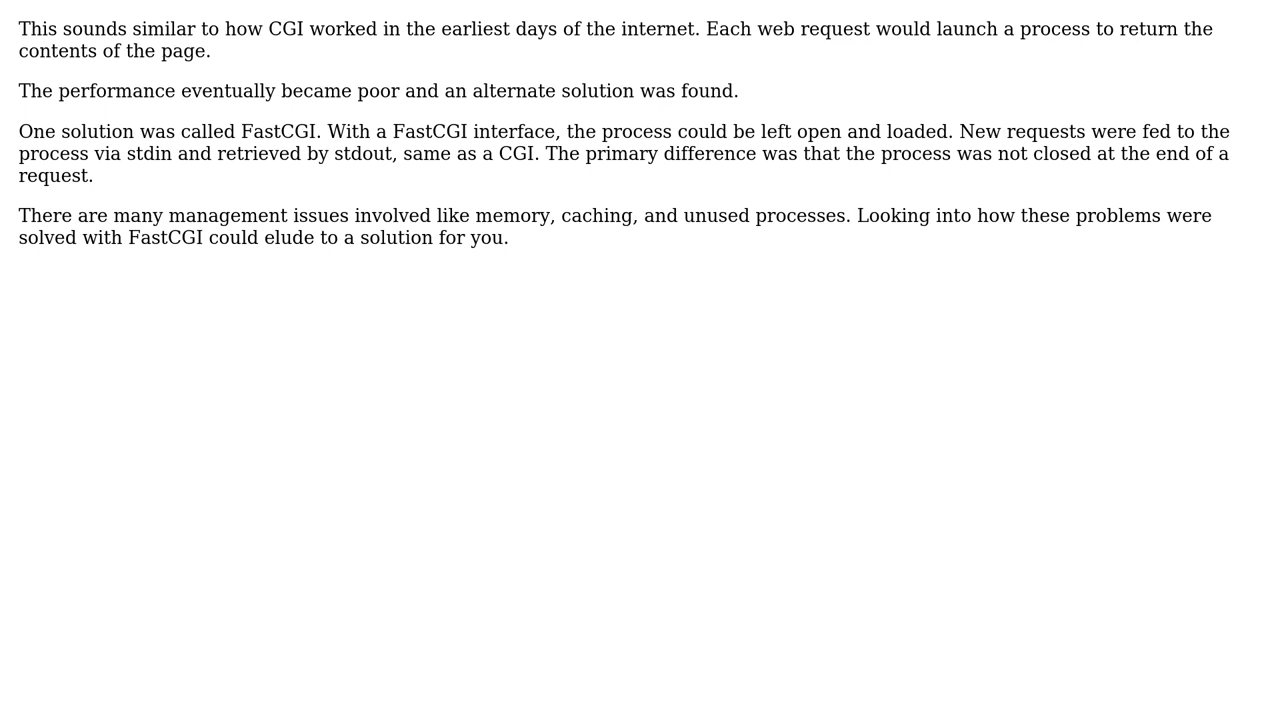 This sounds similar to how CGI worked in the earliest days of the internet. Each web request would launch a process to return the
contents of the page.
The performance eventually became poor and an alternate solution was found.
One solution was called FastCGI. With a FastCGI interface, the process could be left open and loaded. New requests were fed to the
process via stdin and retrieved by stdout, same as a CGI. The primary difference was that the process was not closed at the end of a
request.
There are many management issues involved like memory, caching, and unused processes. Looking into how these problems were
solved with FastCGI could elude to a solution for you.